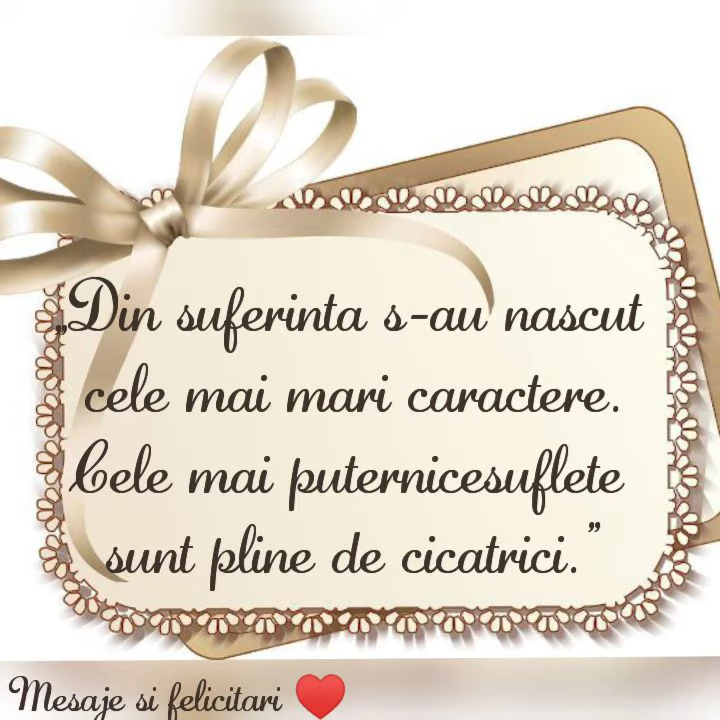 „Din suferinta s-au nascut
cele mai mari caractere.
Cele mai puternicesuflete
sunt pline de cicatrici.”
Mesaje si felicitari ❤️